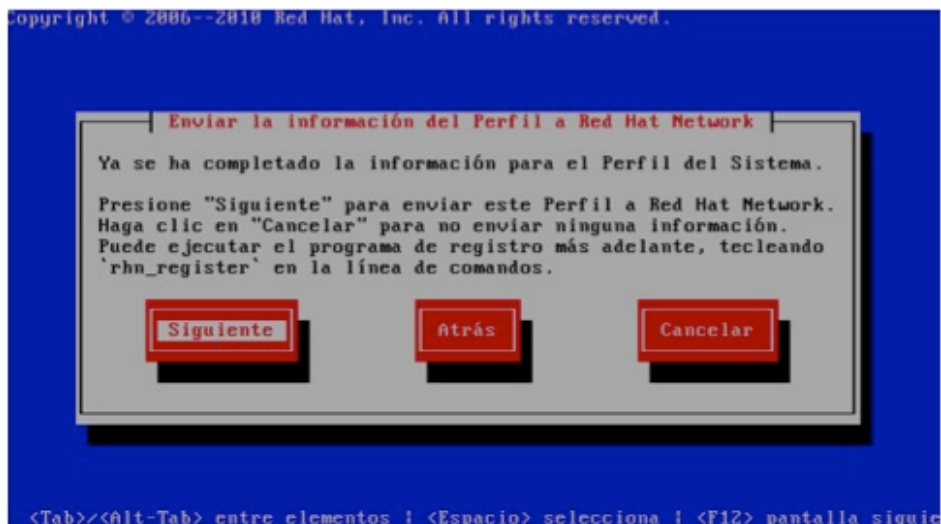 Copyright © 2006--2010 Red Hat, Inc. All rights reserved.
Enviar la información del Perfil a Red Hat Network
Ya se ha completado la información para el Perfil del Sistema.
Presione "Siguiente" para enviar este Perfil a Red Hat Network.
Haga clic en "Cancelar" para no enviar ninguna información.
Puede ejecutar el programa de registro más adelante, tecleando
`rhn_register` en la línea de comandos.
Siguiente Atrás Cancelar
<Tab>/<Alt-Tab> entre elementos | <Espacio> selecciona | <F12> pantalla siguie